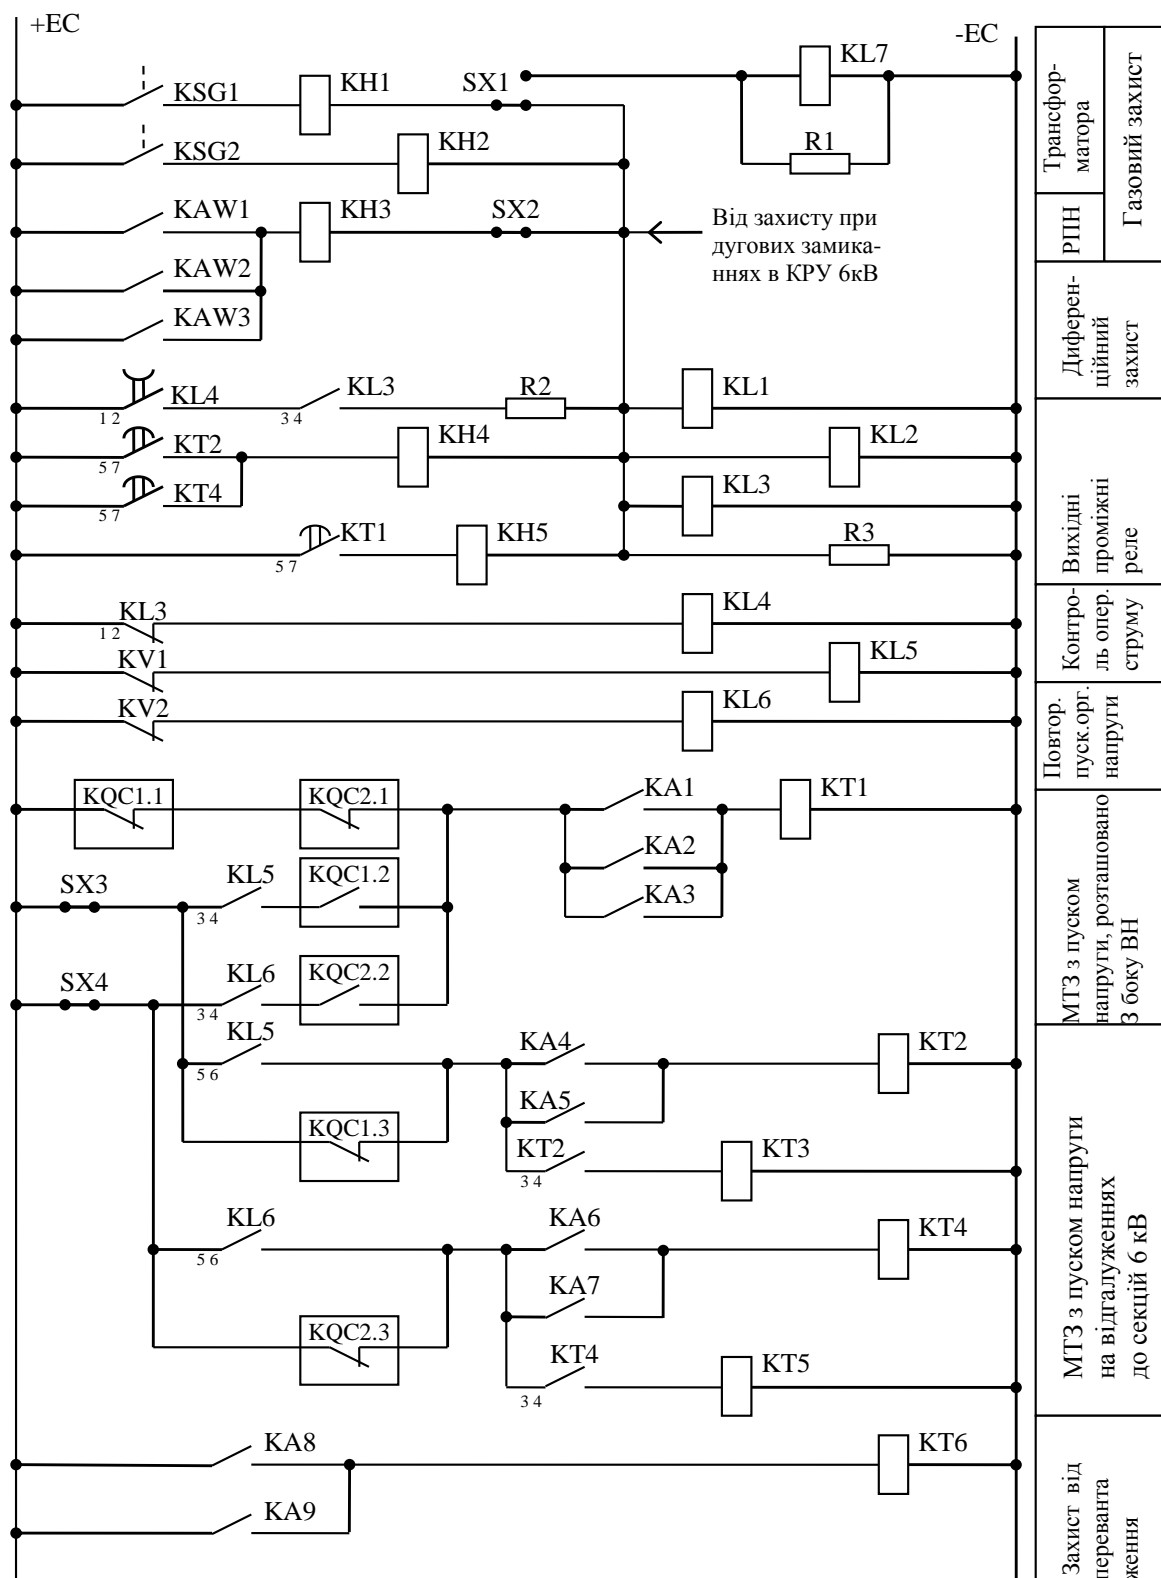 +EC
-EC
KSG1
KH1
SX1
KL7
R1
KSG2
KH2
KAW1
KH3
SX2
Від захисту при
дугових замика-
ннях в КРУ 6кВ
KAW2
KAW3
KL4
1 2
KL3
3 4
R2
KL1
KT2
5 7
KH4
KL2
KT4
5 7
KL3
KT1
5 7
KH5
R3
KL3
1 2
KL4
KV1
KL5
KV2
KL6
KQC1.1
KQC2.1
KA1
KT1
KA2
SX3
KL5
3 4
KQC1.2
KA3
SX4
KL6
3 4
KQC2.2
KL5
5 6
KA4
KT2
KA5
KQC1.3
KT2
3 4
KT3
KL6
5 6
KA6
KT4
KA7
KQC2.3
KT4
3 4
KT5
KA8
KT6
KA9
Трансфор-
матора
Газовий захист
РПН
Диферен-
ційний
захист
Вихідні
проміжні
реле
Контро-
ль опер.
струму
Повтор.
пуск.орг.
напруги
МТЗ з пуском
напруги, розташовано
З боку ВН
МТЗ з пуском напруги
на відгалуженнях
до секцій 6 кВ
Захист від
переванта
ження